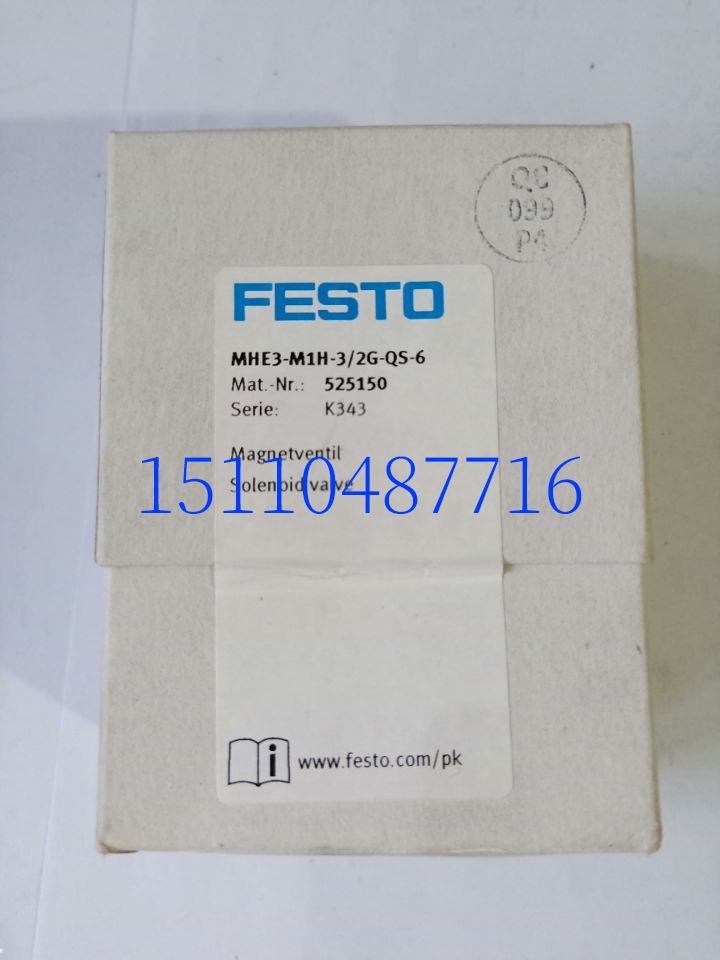 QC
099
P4
FESTO
MHE3-M1H-3/2G-QS-6
Mat.-Nr.: 525150
Serie: K343
Magnetventil
Solenoid valve
15110487716
i www.festo.com/pk